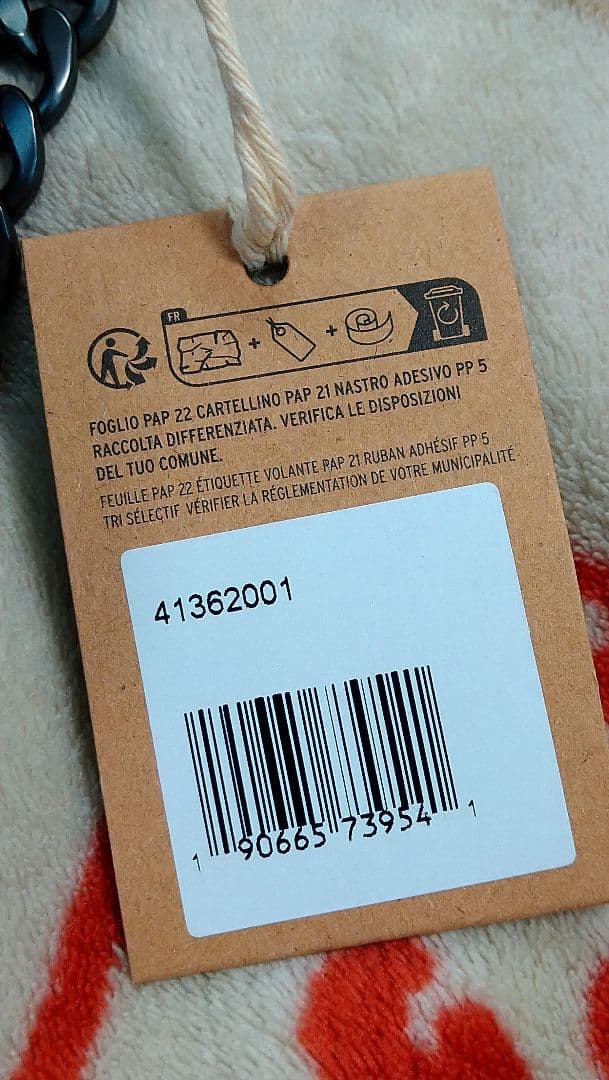 FR
FOGLIO PAP 22 CARTELLINO PAP 21 NASTRO ADESIVO PP 5
RACCOLTA DIFFERENZIATA. VERIFICA LE DISPOSIZIONI
DEL TUO COMUNE.
FEUILLE PAP 22 ÉTIQUETTE VOLANTE PAP 21 RUBAN ADHÉSIF PP 5
TRI SÉLECTIF VÉRIFIER LA RÉGLEMENTATION DE VOTRE MUNICIPALITÉ
41362001
1 90665 73954 1